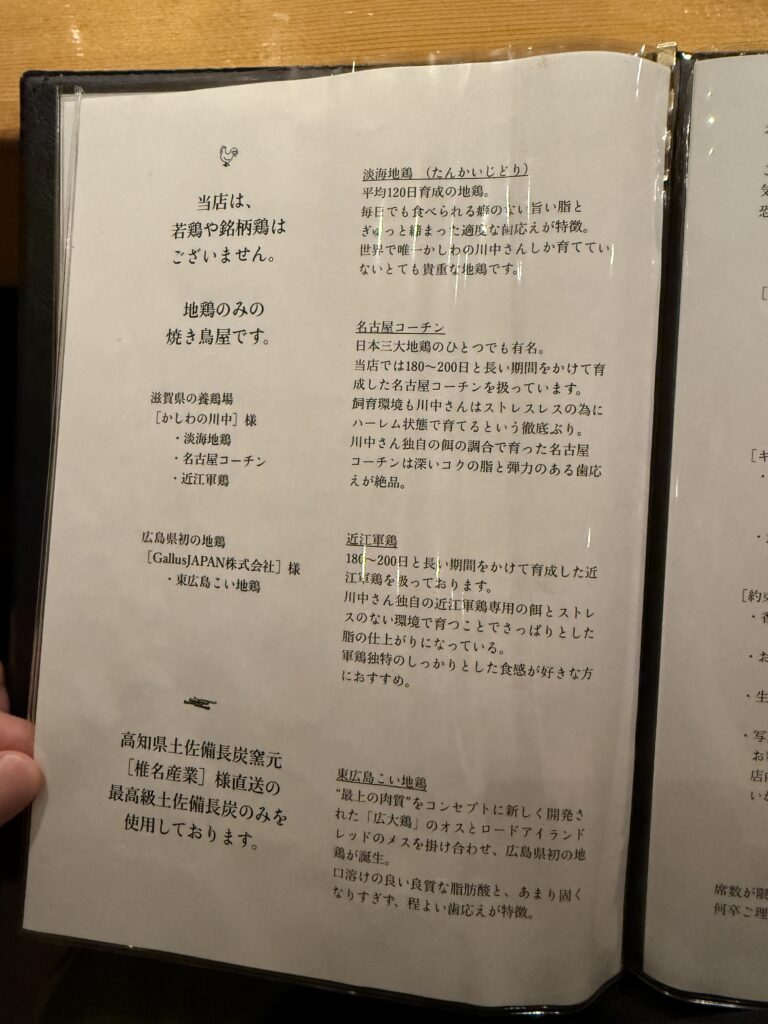 当店は、
若鶏や銘柄鶏は
ございません。
地鶏のみの
焼き鳥屋です。
滋賀県の養鶏場
［かしわの川中］様
・淡海地鶏
・名古屋コーチン
・近江軍鶏
広島県初の地鶏
［GallusJAPAN株式会社］様
・東広島こい地鶏
高知県土佐備長炭窯元
［椎名産業］様直送の
最高級土佐備長炭のみを
使用しております。
淡海地鶏　（たんかいじどり）
平均120日育成の地鶏。
毎日でも食べられる癖のない旨い脂と
ぎゅっと締まった適度な歯応えが特徴。
世界で唯一かしわの川中さんしか育ててい
ないとても貴重な地鶏です。
名古屋コーチン
日本三大地鶏のひとつでも有名。
当店では180〜200日と長い期間をかけて育
成した名古屋コーチンを扱っています。
飼育環境も川中さんはストレスレスの為に
ハーレム状態で育てるという徹底ぶり。
川中さん独自の餌の調合で育った名古屋
コーチンは深いコクの脂と弾力のある歯応
えが絶品。
近江軍鶏
180〜200日と長い期間をかけて育成した近
江軍鶏を扱っております。
川中さん独自の近江軍鶏専用の餌とストレ
スのない環境で育つことでさっぱりとした
脂の仕上がりになっている。
軍鶏独特のしっかりとした食感が好きな方
におすすめ。
東広島こい地鶏
“最上の肉質”をコンセプトに新しく開発さ
れた「広大鶏」のオスとロードアイランド
レッドのメスを掛け合わせ、広島県初の地
鶏が誕生。
口溶けの良い良質な脂肪酸と、あまり固く
なりすぎず、程よい歯応えが特徴。
気
恐
［キ
［約束
・香
・お
・生
・写
お料
店内
いか
席数が限
何卒ご理